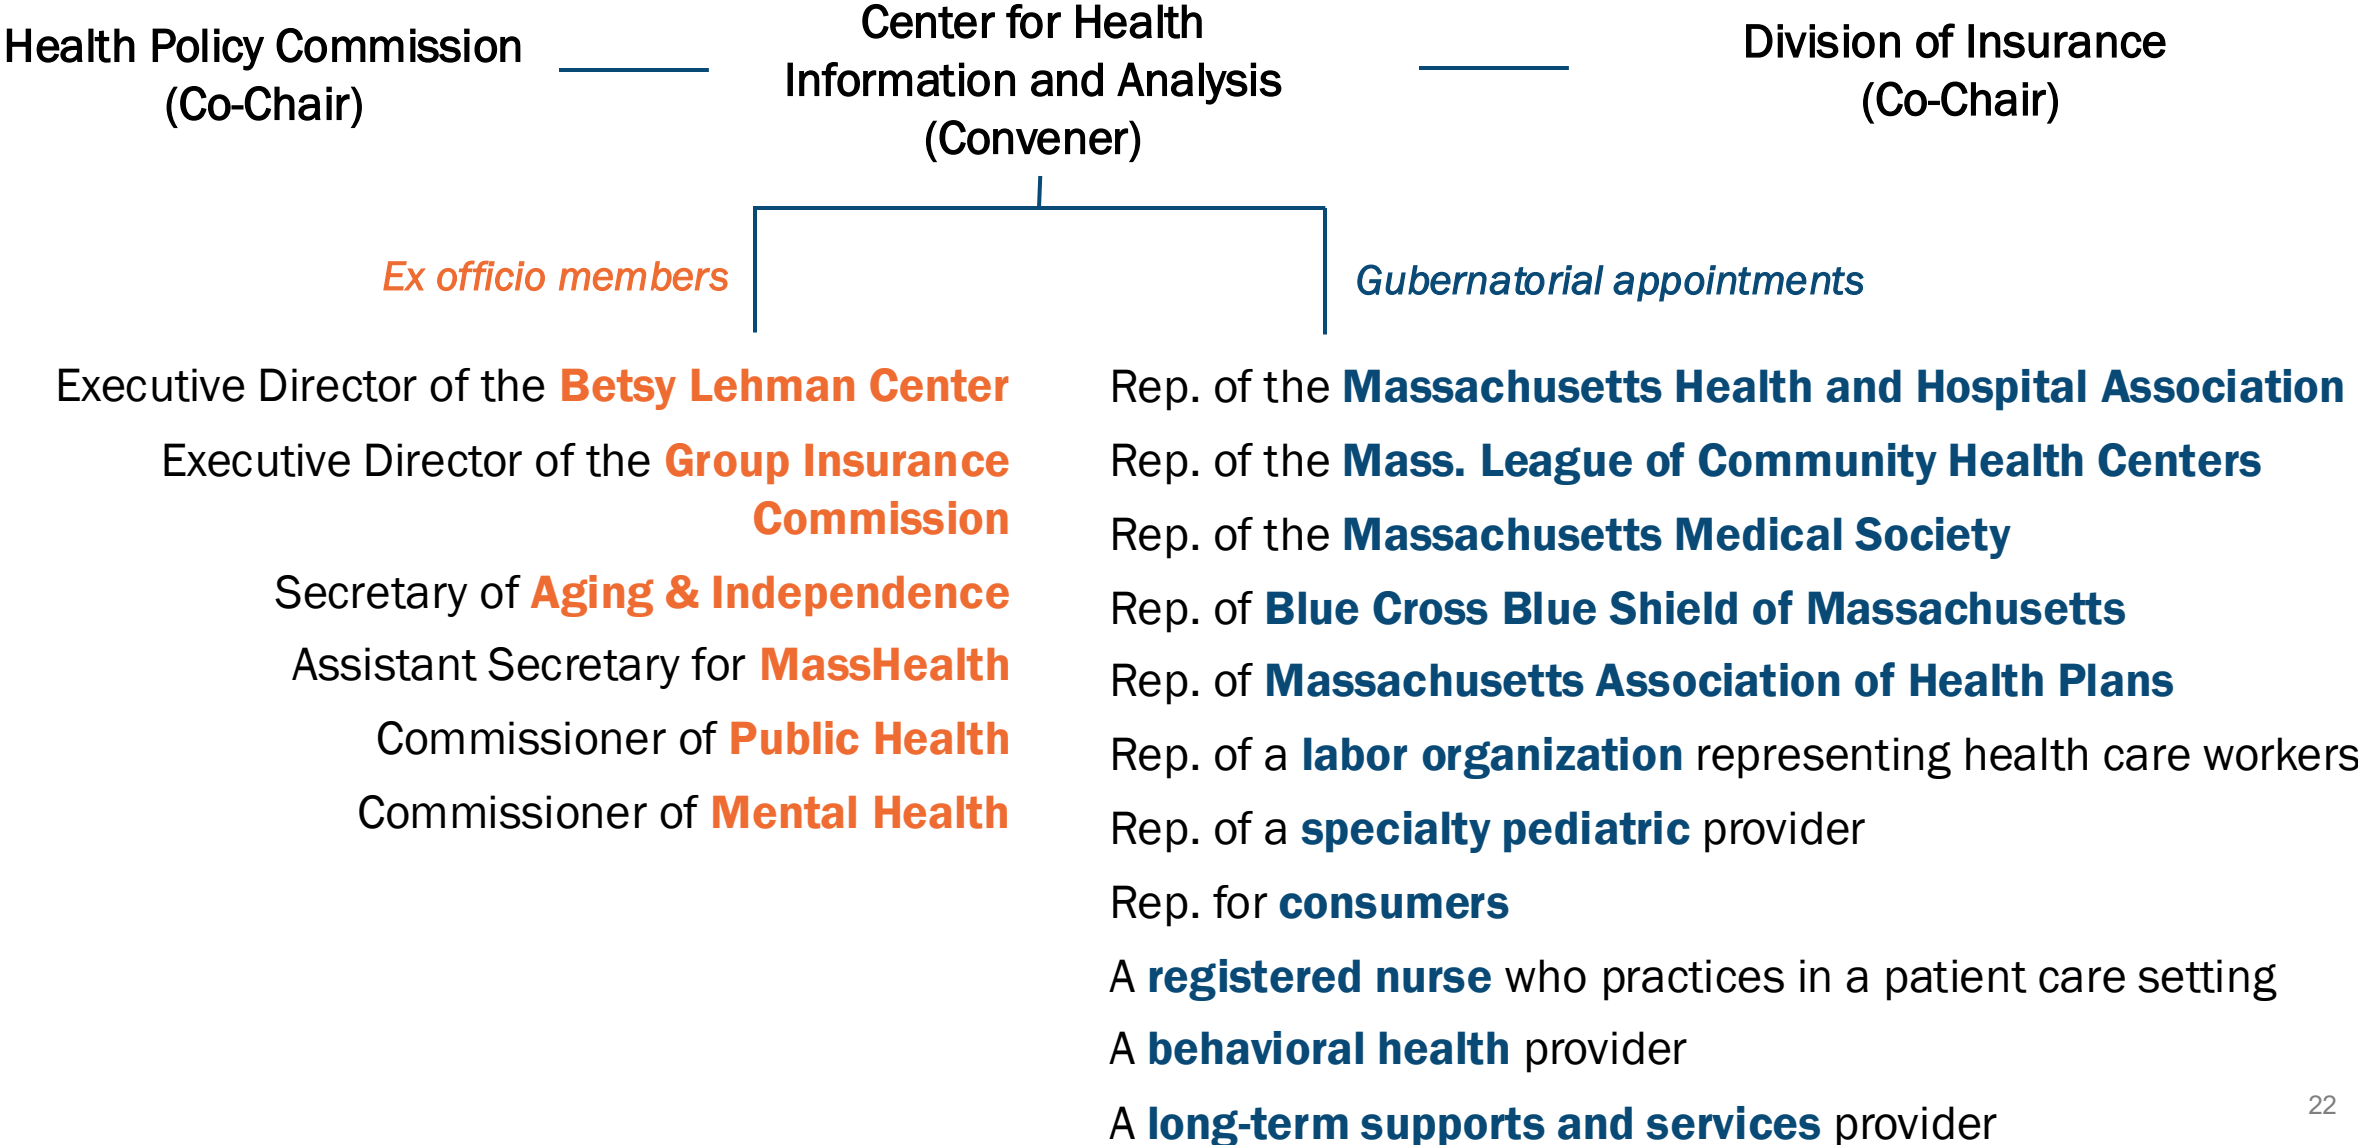 Health Policy Commission
(Co-Chair)
Center for Health
Information and Analysis
(Convener)
Division of Insurance
(Co-Chair)
Ex officio members
Executive Director of the Betsy Lehman Center
Executive Director of the Group Insurance
Commission
Secretary of Aging & Independence
Assistant Secretary for MassHealth
Commissioner of Public Health
Commissioner of Mental Health
Gubernatorial appointments
Rep. of the Massachusetts Health and Hospital Association
Rep. of the Mass. League of Community Health Centers
Rep. of the Massachusetts Medical Society
Rep. of Blue Cross Blue Shield of Massachusetts
Rep. of Massachusetts Association of Health Plans
Rep. of a labor organization representing health care workers
Rep. of a specialty pediatric provider
Rep. for consumers
A registered nurse who practices in a patient care setting
A behavioral health provider
A long-term supports and services provider
22